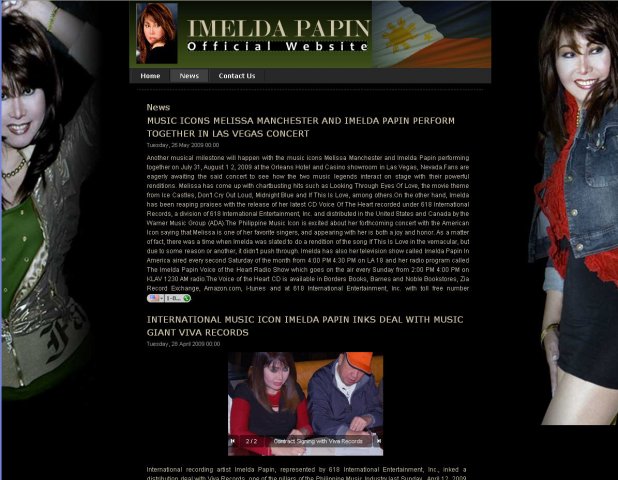 IMELDA PAPIN
Official Website
Home News Contact Us
News
MUSIC ICONS MELISSA MANCHESTER AND IMELDA PAPIN PERFORM
TOGETHER IN LAS VEGAS CONCERT
Tuesday, 26 May 2009 00:00
Another musical milestone will happen with the music icons Melissa Manchester and Imelda Papin performing
together on July 31, August 1 2, 2009 at the Orleans Hotel and Casino showroom in Las Vegas, Nevada.Fans are
eagerly awaiting the said concert to see how the two music legends interact on stage with their powerful
renditions. Melissa has come up with chartbusting hits such as Looking Through Eyes Of Love, the movie theme
from Ice Castles, Don't Cry Out Loud, Midnight Blue and If This Is Love, among others.On the other hand, Imelda
has been reaping praises with the release of her latest CD Voice Of The Heart recorded under 618 International
Entertainment, a division of 618 International Entertainment, Inc. and distributed in the United States and Canada by the
Warner Music Group (ADA).The Philippine Music Icon is excited about her forthcoming concert with the American
Icon saying that Melissa is one of her favorite singers, and appearing with her is both a joy and honor. As a matter
of fact, there was a time when Imelda was slated to do a rendition of the song If This Is Love in the vernacular, but
due to some reason or another, it didn't push through. Imelda has also her television show called Imelda Papin In
America aired every second Saturday of the month from 4:00 PM 4:30 PM on LA 18 and her radio program called
The Imelda Papin Voice of the Heart Radio Show which goes on the air every Sunday from 2:00 PM 4:00 PM on
KLAV 1230 AM radio.The Voice of the Heart CD is available in Borders Books, Barnes and Noble Bookstores, Zia
Record Exchange, Amazon.com, I-tunes and at 618 International Entertainment, Inc. with toll free number
1-8...
INTERNATIONAL MUSIC ICON IMELDA PAPIN INKS DEAL WITH MUSIC
GIANT VIVA RECORDS
Tuesday, 28 April 2009 00:00
2 / 2 Contract Signing with Viva Records
International recording artist Imelda Papin, represented by 618 International Entertainment, Inc., inked a
distribution deal with Viva Records, one of the pillars of the Philippine Music Industry last Sunday, April 12, 2009